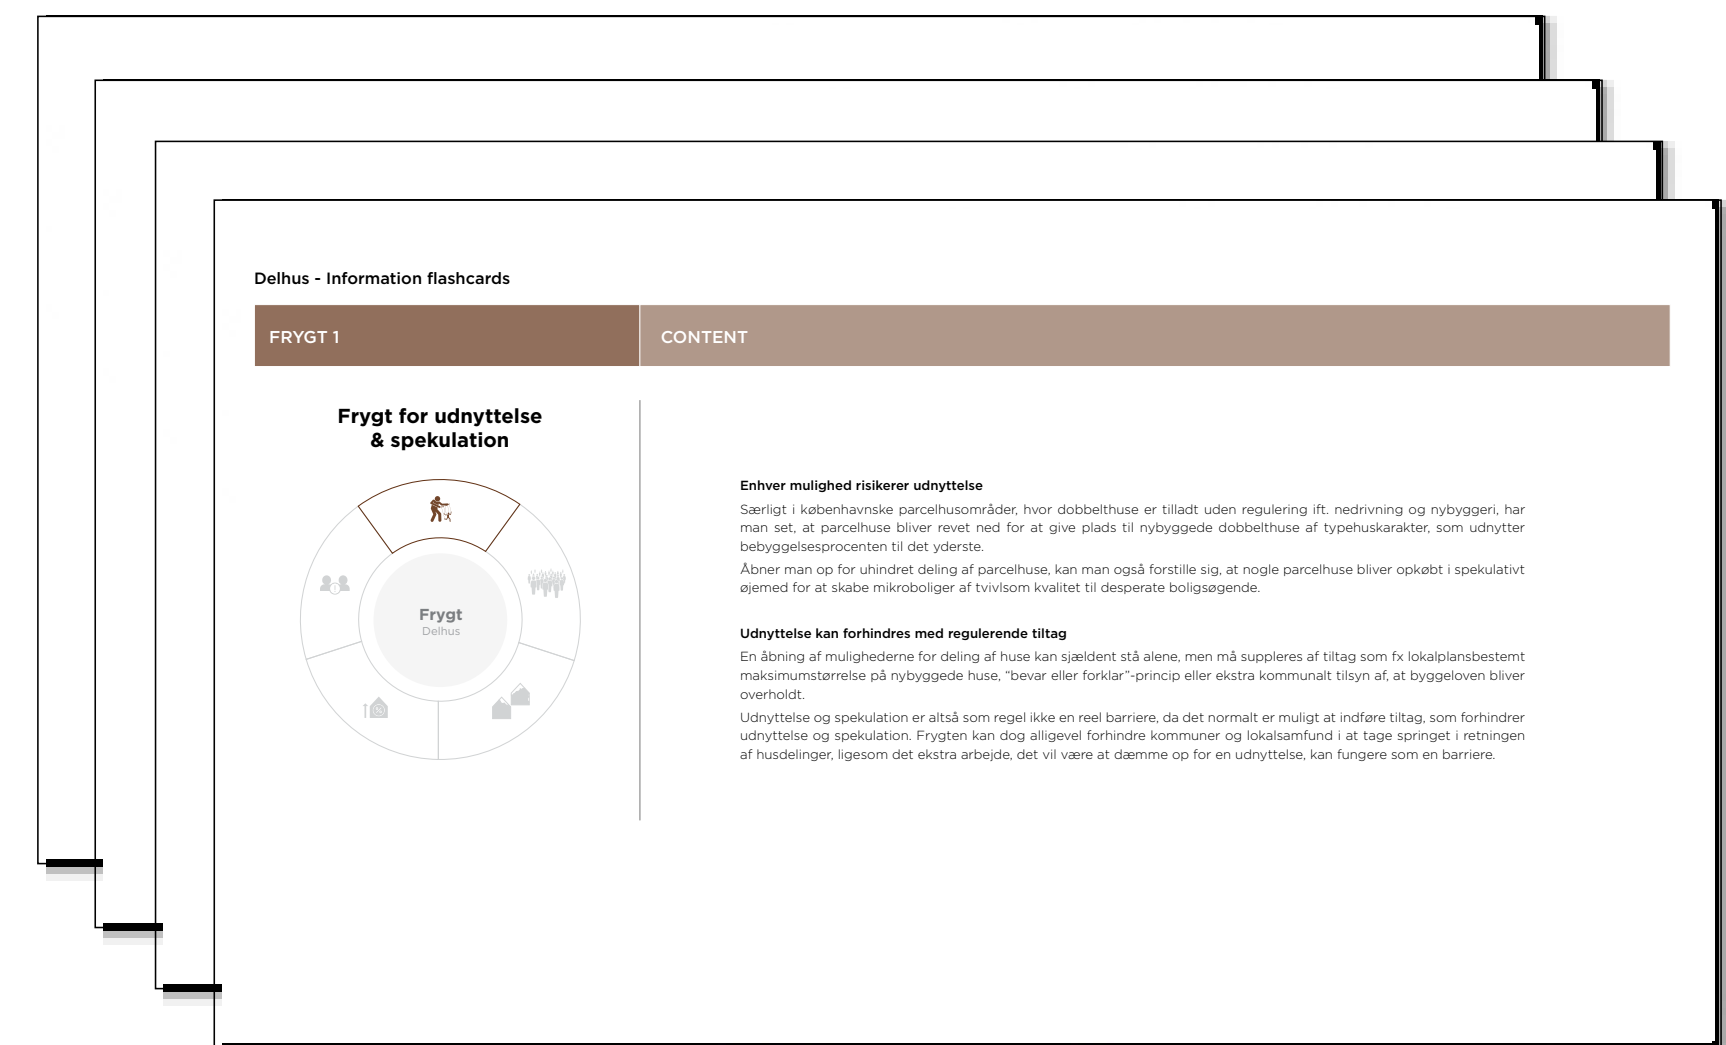 Delhus - Information flashcards
FRYGT 1
CONTENT
Frygt for udnyttelse
& spekulation
Frygt
Delhus
Enhver mulighed risikerer udnyttelse
Særligt i københavnske parcelhusområder, hvor dobbelthuse er tilladt uden regulering ift. nedrivning og nybyggeri, har
man set, at parcelhuse bliver revet ned for at give plads til nybyggede dobbelthuse af typehuskarakter, som udnytter
bebyggelsesprocenten til det yderste.
Åbner man op for uhindret deling af parcelhuse, kan man også forstille sig, at nogle parcelhuse bliver opkøbt i spekulativt
øjemed for at skabe mikroboliger af tvivlsom kvalitet til desperate boligsøgende.
Udnyttelse kan forhindres med regulerende tiltag
En åbning af mulighederne for deling af huse kan sjældent stå alene, men må suppleres af tiltag som fx lokalplansbestemt
maksimumstørrelse på nybyggede huse, “bevar eller forklar”-princip eller ekstra kommunalt tilsyn af, at byggeloven bliver
overholdt.
Udnyttelse og spekulation er altså som regel ikke en reel barriere, da det normalt er muligt at indføre tiltag, som forhindrer
udnyttelse og spekulation. Frygten kan dog alligevel forhindre kommuner og lokalsamfund i at tage springet i retningen
af husdelinger, ligesom det ekstra arbejde, det vil være at dæmme op for en udnyttelse, kan fungere som en barriere.